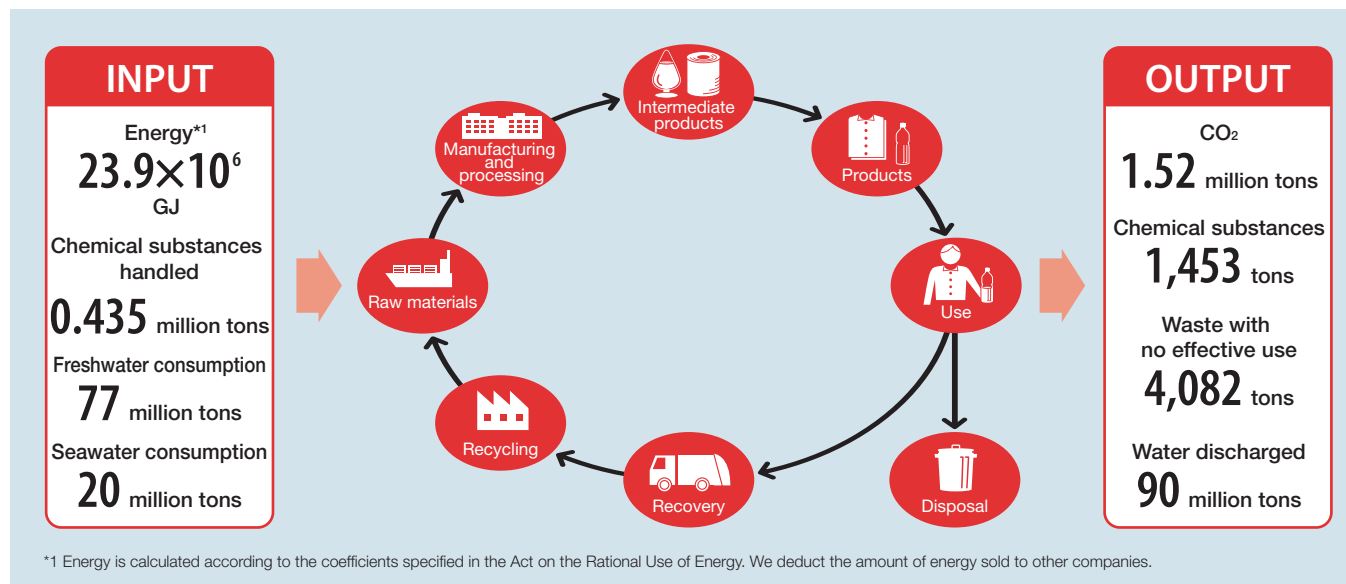 INPUT
Energy*1
23.9×10⁶
GJ
Chemical substances
handled
0.435 million tons
Freshwater consumption
77 million tons
Seawater consumption
20 million tons
Intermediate
products
Manufacturing
and
processing
Products
Raw materials
Use
Recycling
Recovery
Disposal
OUTPUT
CO₂
1.52 million tons
Chemical substances
1,453 tons
Waste with
no effective use
4,082 tons
Water discharged
90 million tons
*1 Energy is calculated according to the coefficients specified in the Act on the Rational Use of Energy. We deduct the amount of energy sold to other companies.